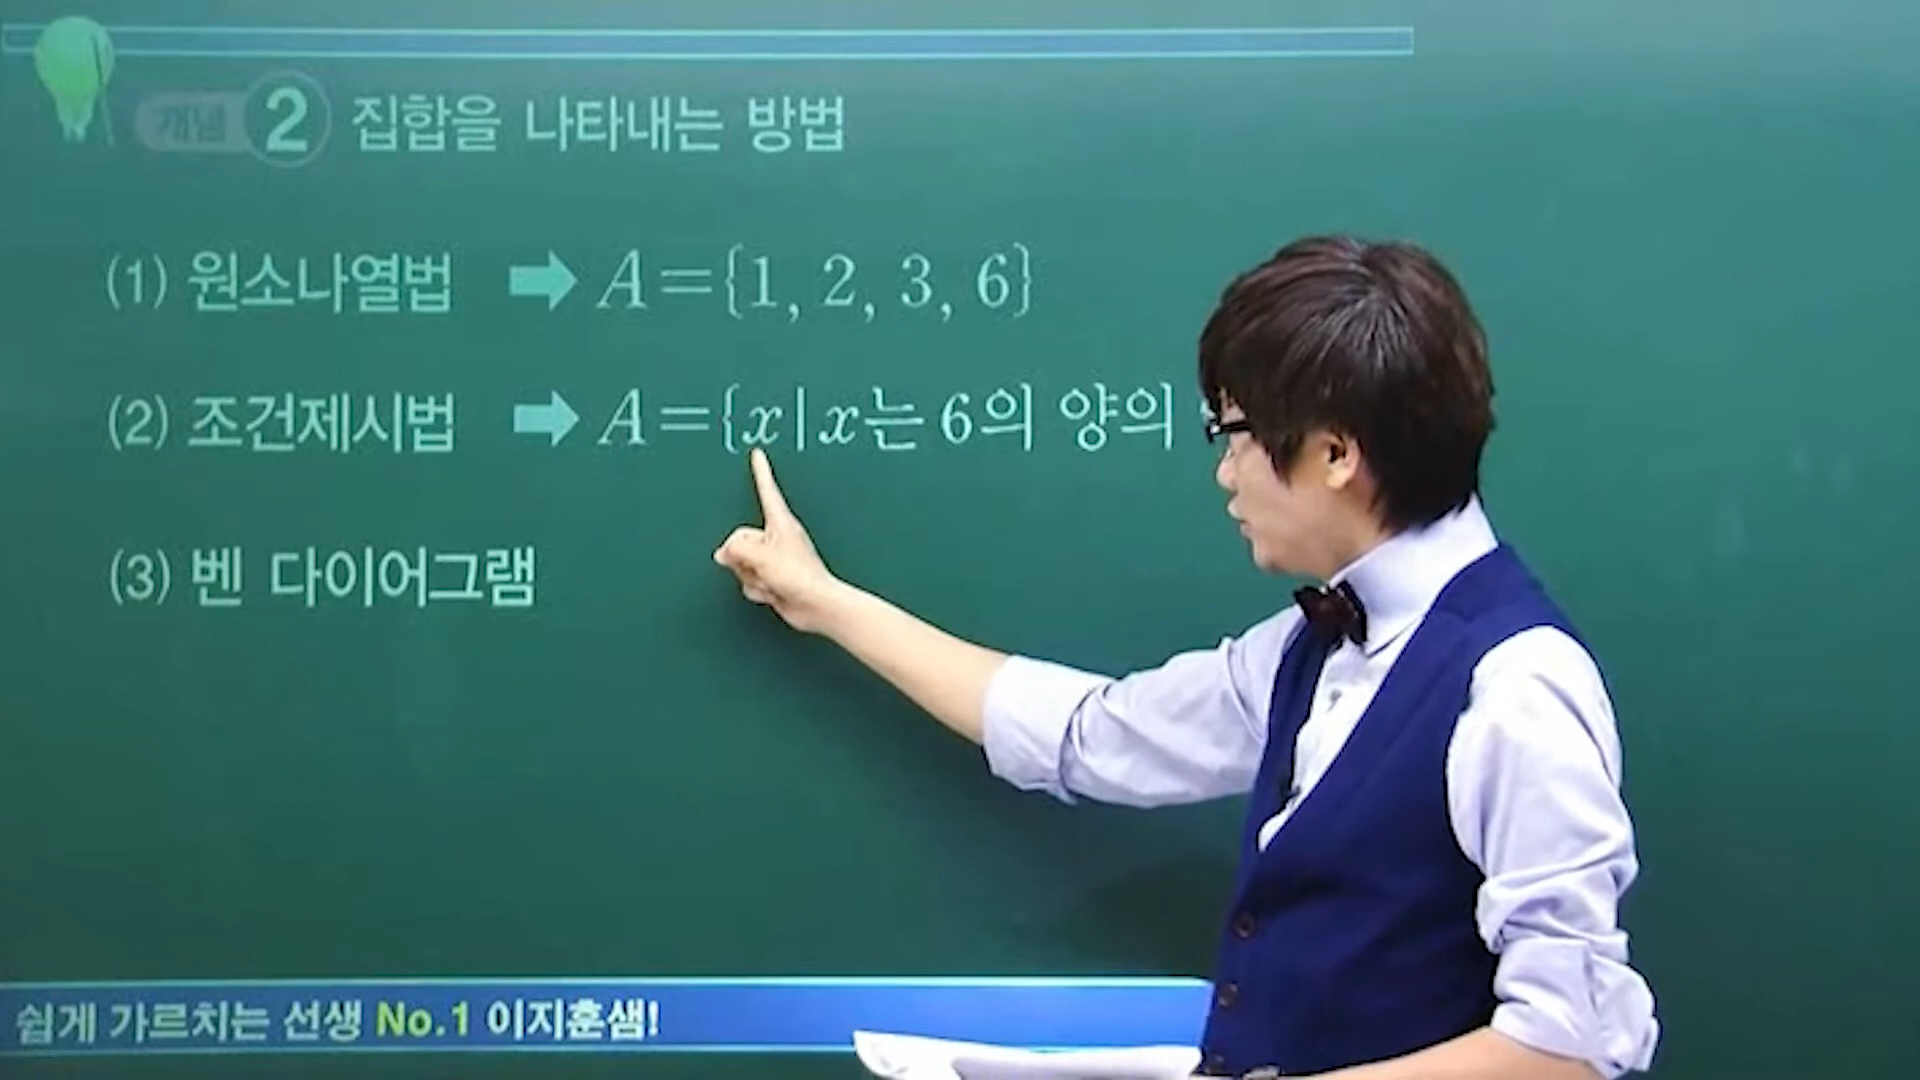 개념 2 집합을 나타내는 방법
(1) 원소나열법 ➡ A={1, 2, 3, 6}
(2) 조건제시법 ➡ A={x|x는 6의 양의
(3) 벤 다이어그램
쉽게 가르치는 선생 No.1 이지훈샘!